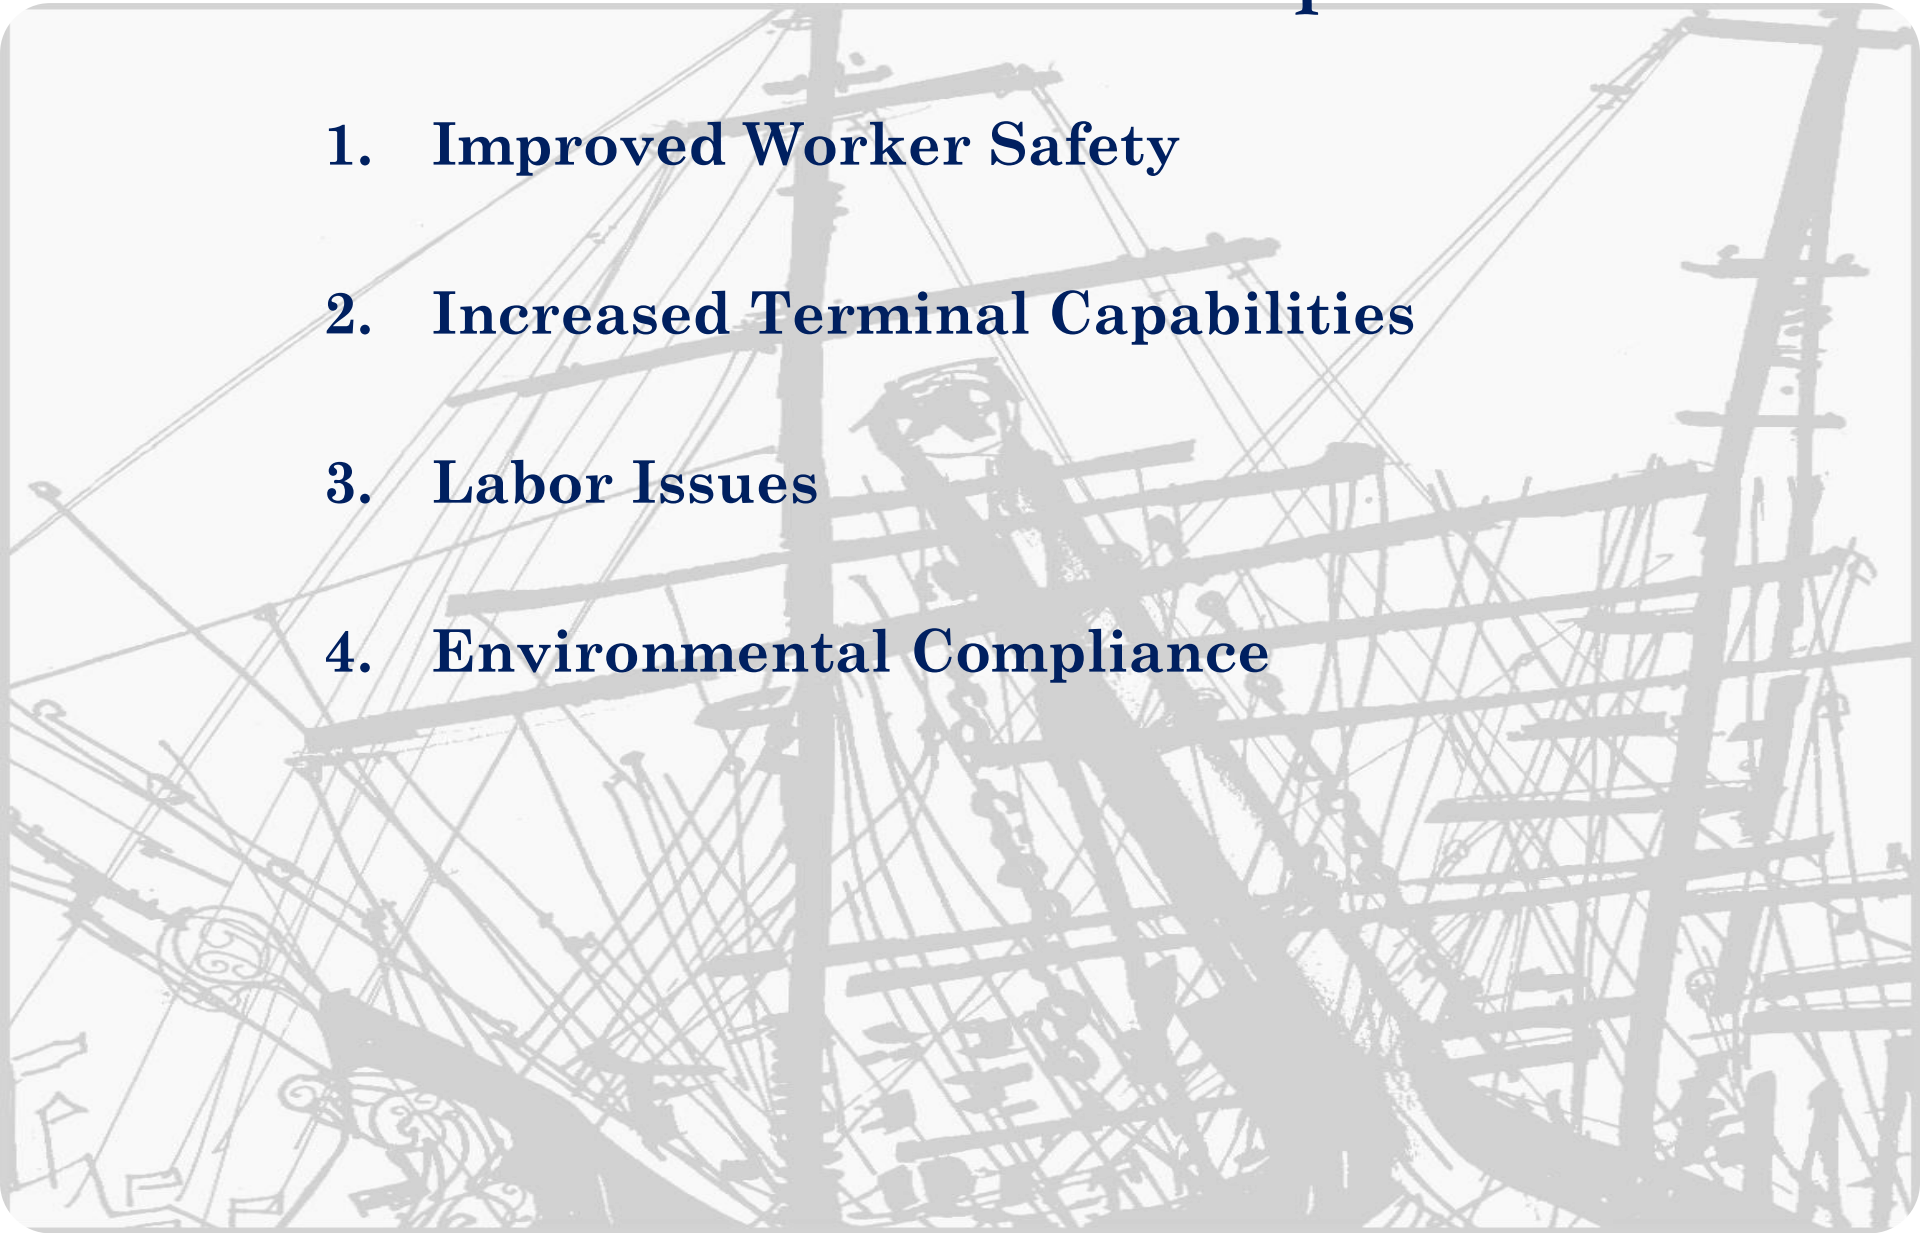 1. Improved Worker Safety
2. Increased Terminal Capabilities
3. Labor Issues
4. Environmental Compliance